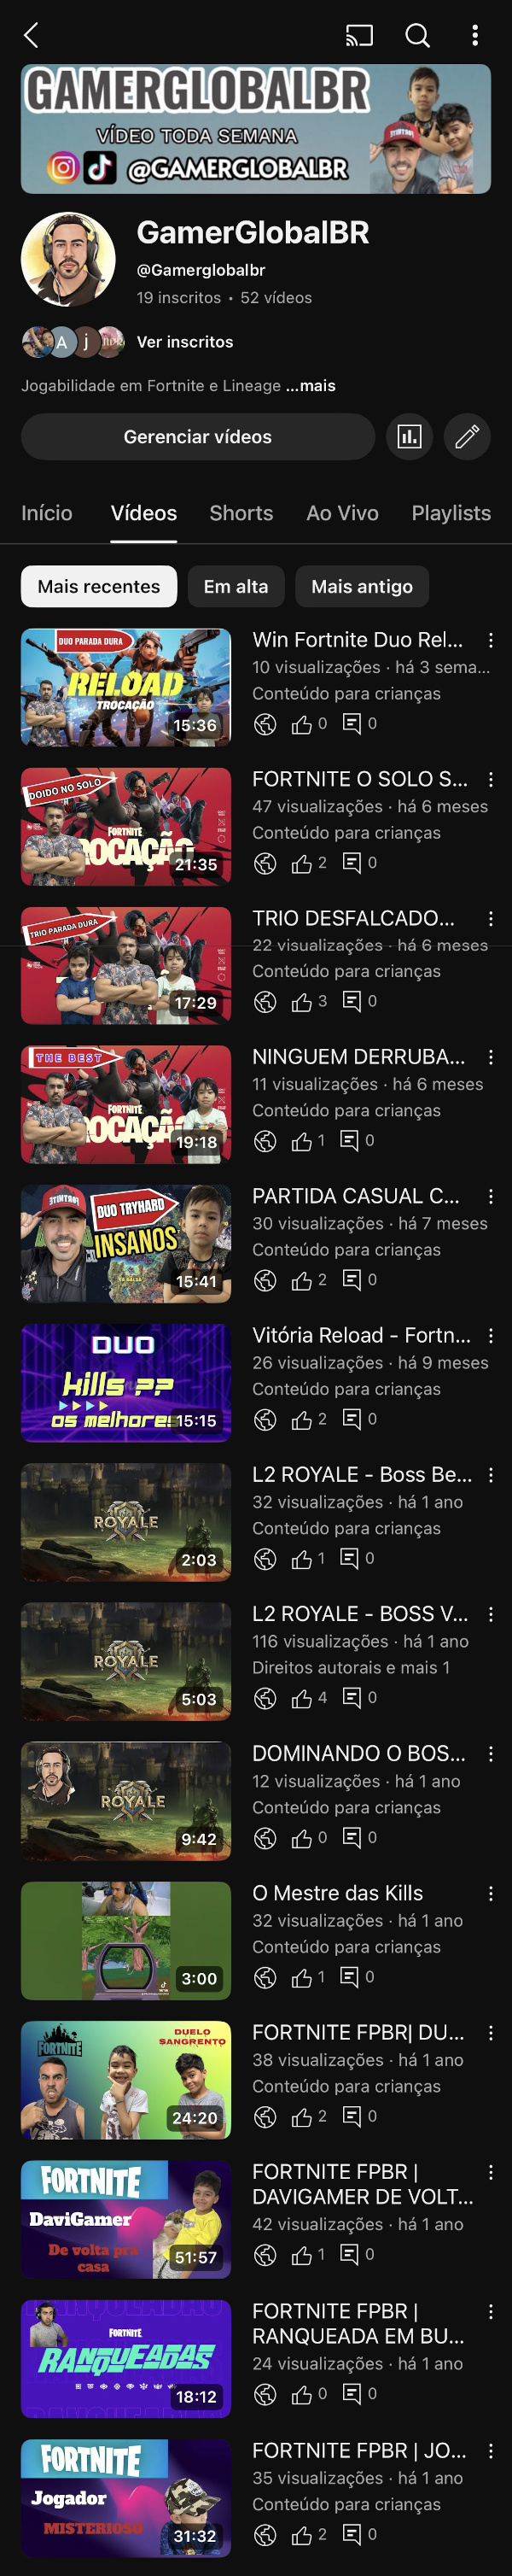 GAMERGLOBALBR
VÍDEO TODA SEMANA
@GAMERGLOBALBR
GamerGlobalBR
@Gamerglobalbr
19 inscritos • 52 vídeos
A j
Ver inscritos
Jogabilidade em Fortnite e Lineage ...mais
Gerenciar vídeos
Início Vídeos Shorts Ao Vivo Playlists
Mais recentes Em alta Mais antigo
DUO PARADA DURA
RELOAD
TROCAÇÃO
15:36
Win Fortnite Duo Rel...
10 visualizações · há 3 sema...
Conteúdo para crianças
0 0
DOIDO NO SOLO
FORTNITE
ROCAÇÃO
21:35
FORTNITE O SOLO S...
47 visualizações · há 6 meses
Conteúdo para crianças
2 0
TRIO PARADA DURA
17:29
TRIO DESFALCADO...
22 visualizações · há 6 meses
Conteúdo para crianças
3 0
THE BEST
FORTNITE
OCAÇÃ
19:18
NINGUEM DERRUBA...
11 visualizações · há 6 meses
Conteúdo para crianças
1 0
DUO TRYHARD
INSANOS
15:41
PARTIDA CASUAL C...
30 visualizações · há 7 meses
Conteúdo para crianças
2 0
DUO
kills ??
os melhores
15:15
Vitória Reload - Fortn...
26 visualizações · há 9 meses
Conteúdo para crianças
2 0
ROYALE
2:03
L2 ROYALE - Boss Be...
32 visualizações · há 1 ano
Conteúdo para crianças
1 0
ROYALE
5:03
L2 ROYALE - BOSS V...
116 visualizações · há 1 ano
Direitos autorais e mais 1
4 0
ROYALE
9:42
DOMINANDO O BOS...
12 visualizações · há 1 ano
Conteúdo para crianças
0 0
3:00
O Mestre das Kills
32 visualizações · há 1 ano
Conteúdo para crianças
1 0
FORTNITE
DUELO
SANGRENTO
24:20
FORTNITE FPBR| DU...
38 visualizações · há 1 ano
Conteúdo para crianças
2 0
FORTNITE
DaviGamer
De volta pra
casa
51:57
FORTNITE FPBR |
DAVIGAMER DE VOLT...
42 visualizações · há 1 ano
1 0
FORTNITE
RANQUEADAS
18:12
FORTNITE FPBR |
RANQUEADA EM BU...
24 visualizações · há 1 ano
0 0
FORTNITE
Jogador
MISTERIOSO
31:32
FORTNITE FPBR | JO...
35 visualizações · há 1 ano
Conteúdo para crianças
2 0